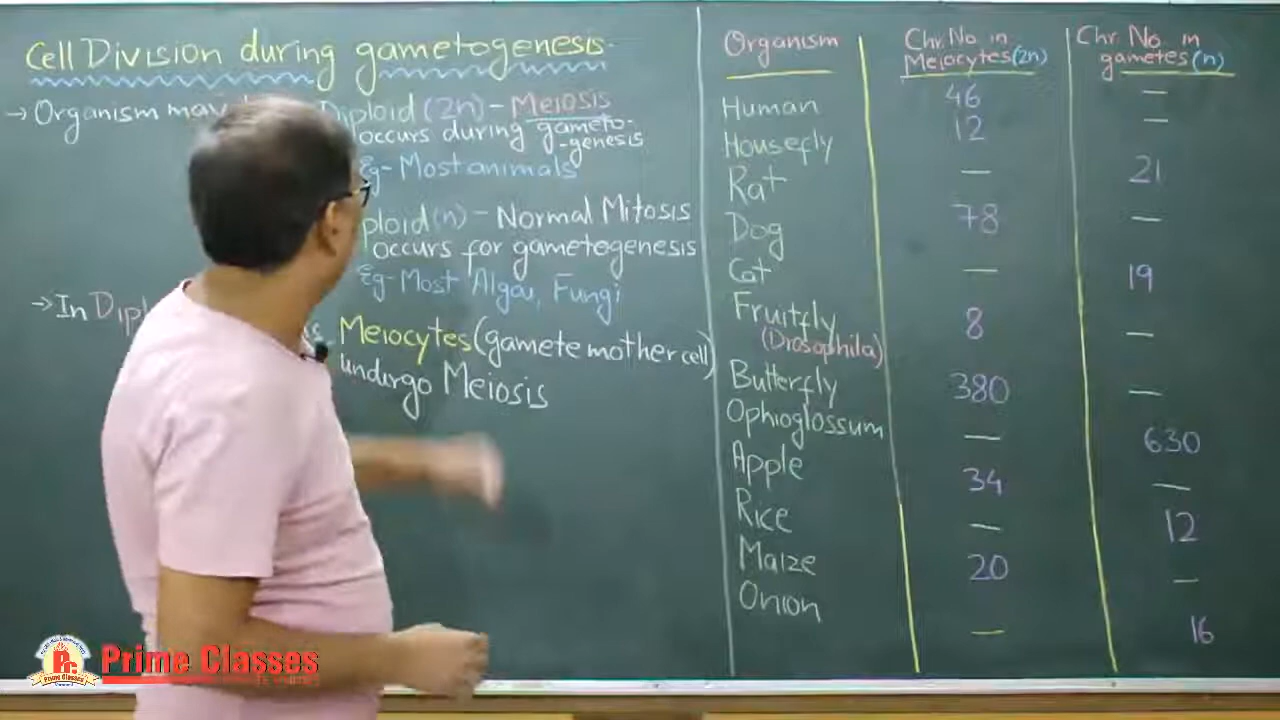 Cell Division during gametogenesis
→ Organism may Diploid (2n) - Meiosis
occurs during gameto-
-genesis
Eg- Most animals
ploid (n) - Normal Mitosis
occurs for gametogenesis
Eg- Most Algae, Fungi
→ In Dipl Meiocytes (gamete mother cell)
undergo Meiosis
Organism Chr. No. in Meiocytes (2n) Chr. No. in gametes (n)
Human 46 —
Housefly 12 —
Rat — 21
Dog 78 —
Cat — 19
Fruitfly 8 —
(Drosophila)
Butterfly 380 —
Ophioglossum — 630
Apple 34 —
Rice — 12
Maize 20 —
Onion — 16
Prime Classes